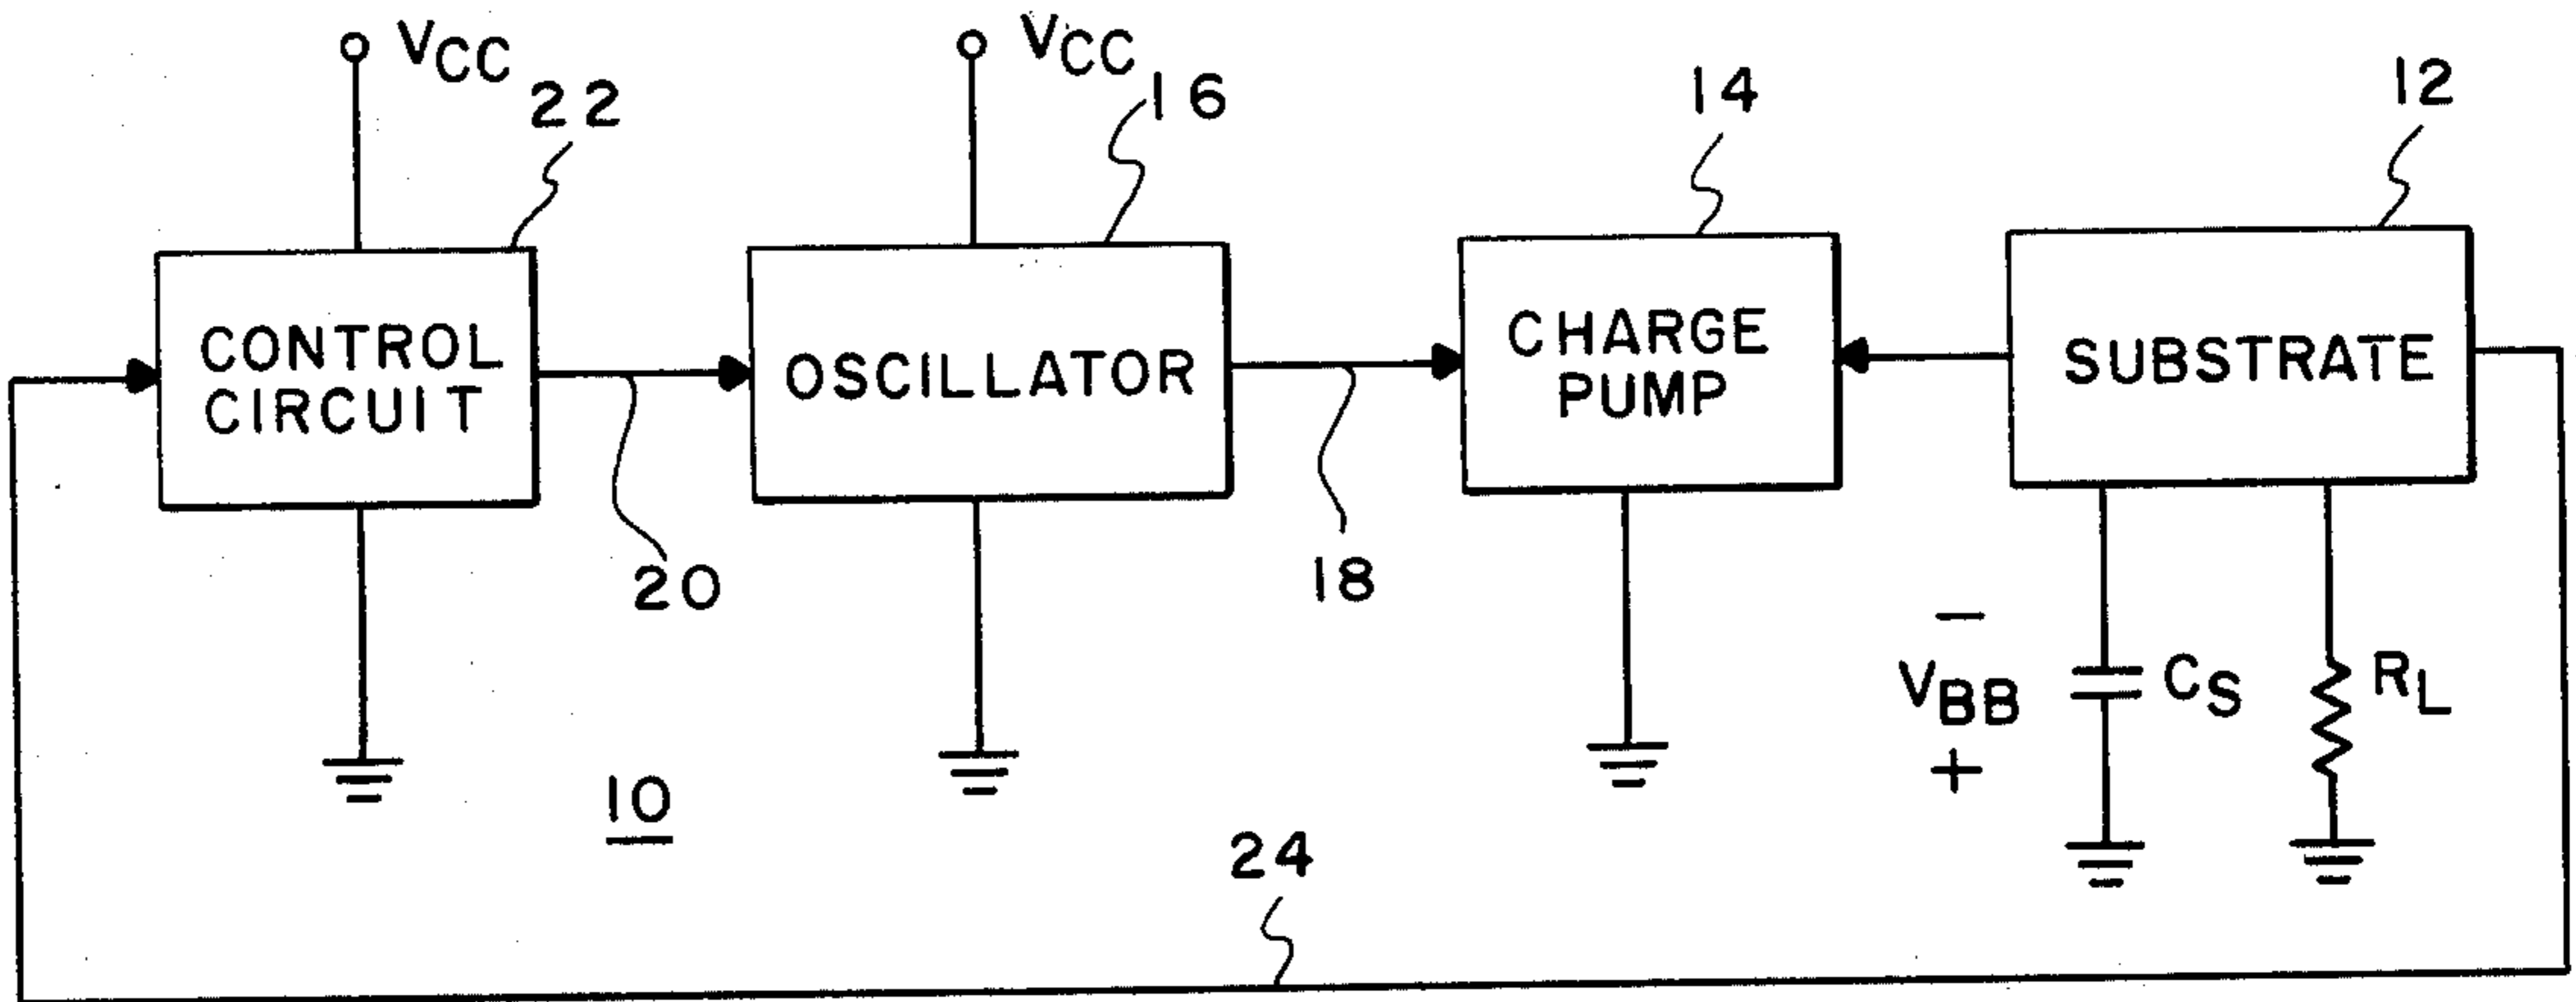 VCC
22
VCC
16
14
12
CONTROL
CIRCUIT
OSCILLATOR
CHARGE
PUMP
SUBSTRATE
20
18
−
VBB
+
CS
RL
10
24